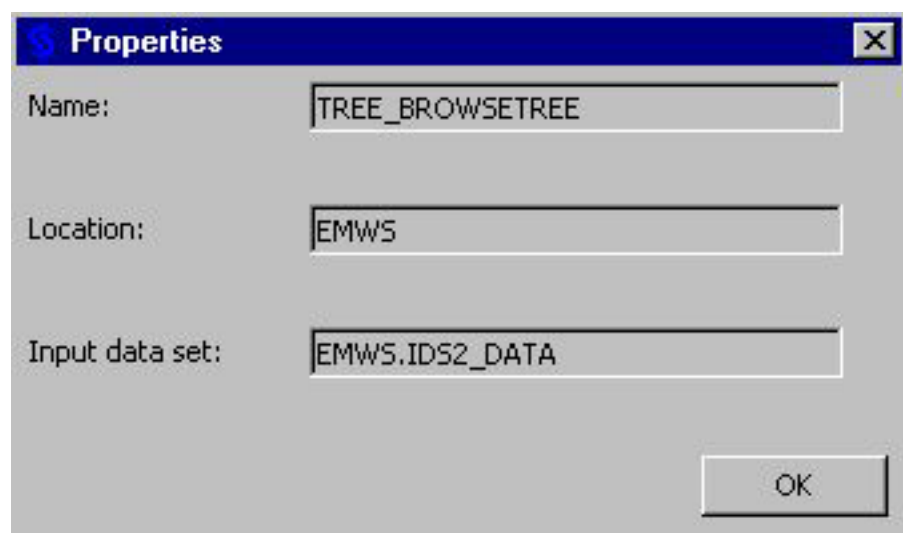 Properties
Name: TREE_BROWSETREE
Location: EMWS
Input data set: EMWS.IDS2_DATA
OK